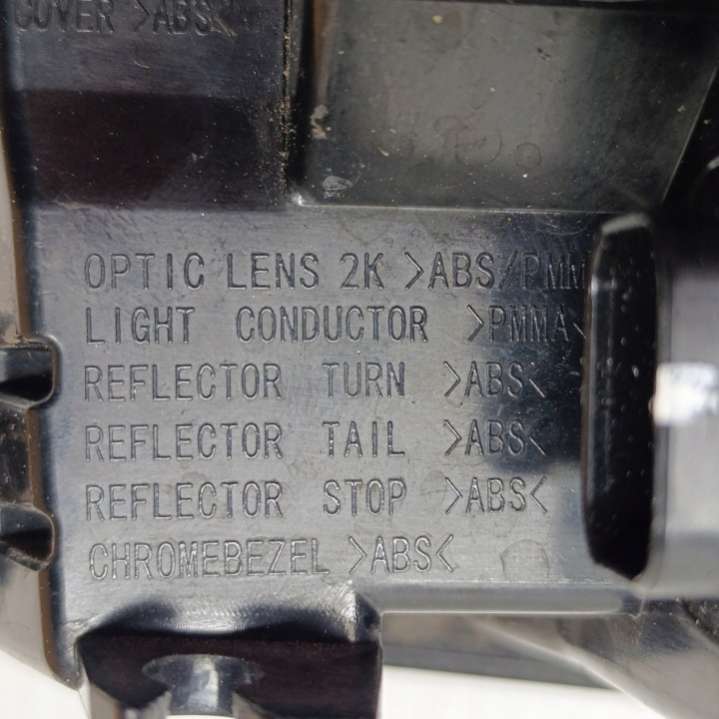 COVER >ABS<
OPTIC LENS 2K >ABS/PMM
LIGHT CONDUCTOR >PMMA<
REFLECTOR TURN >ABS<
REFLECTOR TAIL >ABS<
REFLECTOR STOP >ABS<
CHROMEBEZEL >ABS<